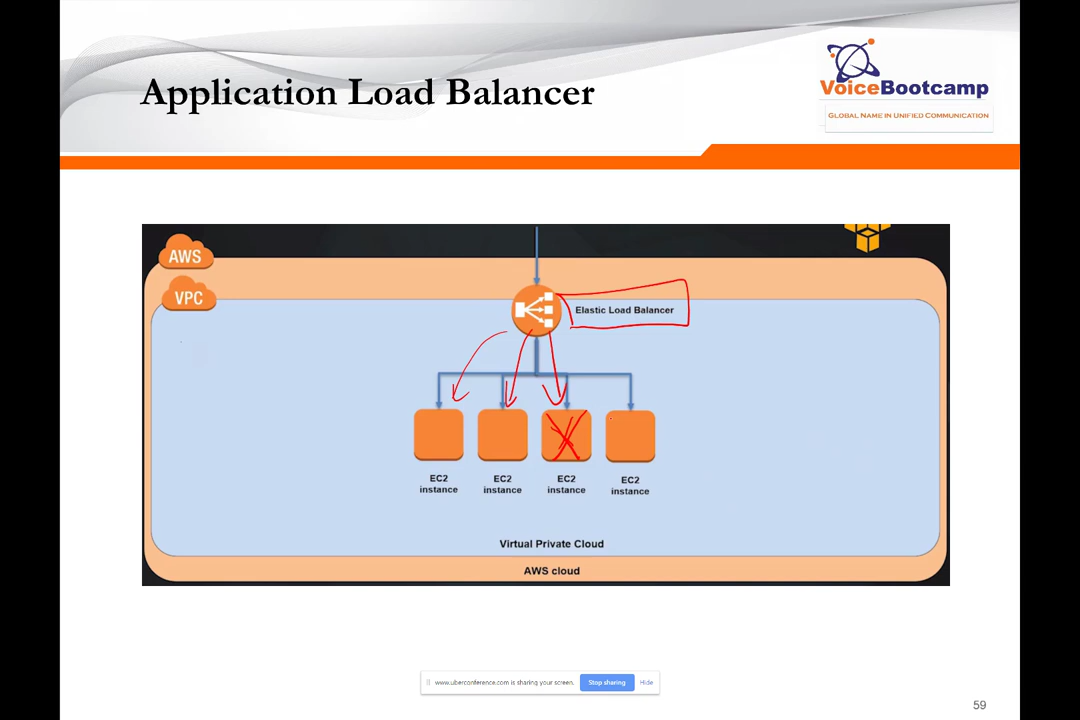 Application Load Balancer
VoiceBootcamp
GLOBAL NAME IN UNIFIED COMMUNICATION
AWS
VPC
Elastic Load Balancer
EC2
instance
EC2
instance
EC2
instance
EC2
instance
Virtual Private Cloud
AWS cloud
www.uberconference.com is sharing your screen.
Stop sharing
Hide
59